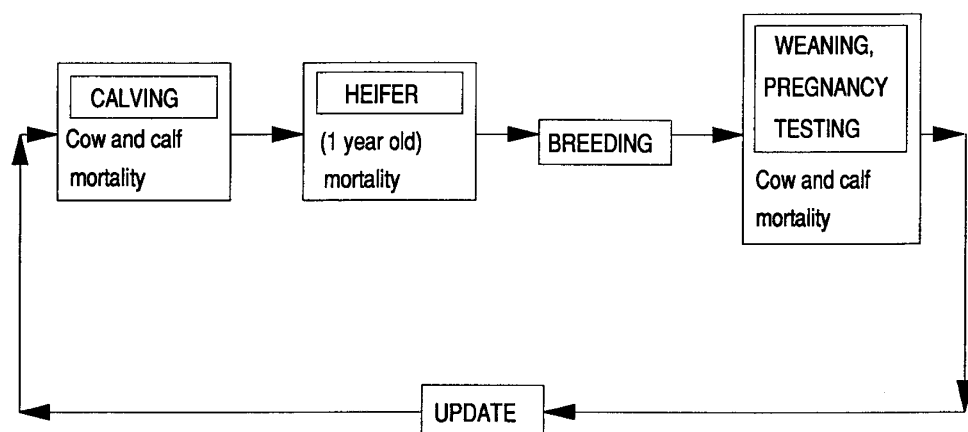 CALVING
Cow and calf
mortality
HEIFER
(1 year old)
mortality
BREEDING
WEANING,
PREGNANCY
TESTING
Cow and calf
mortality
UPDATE